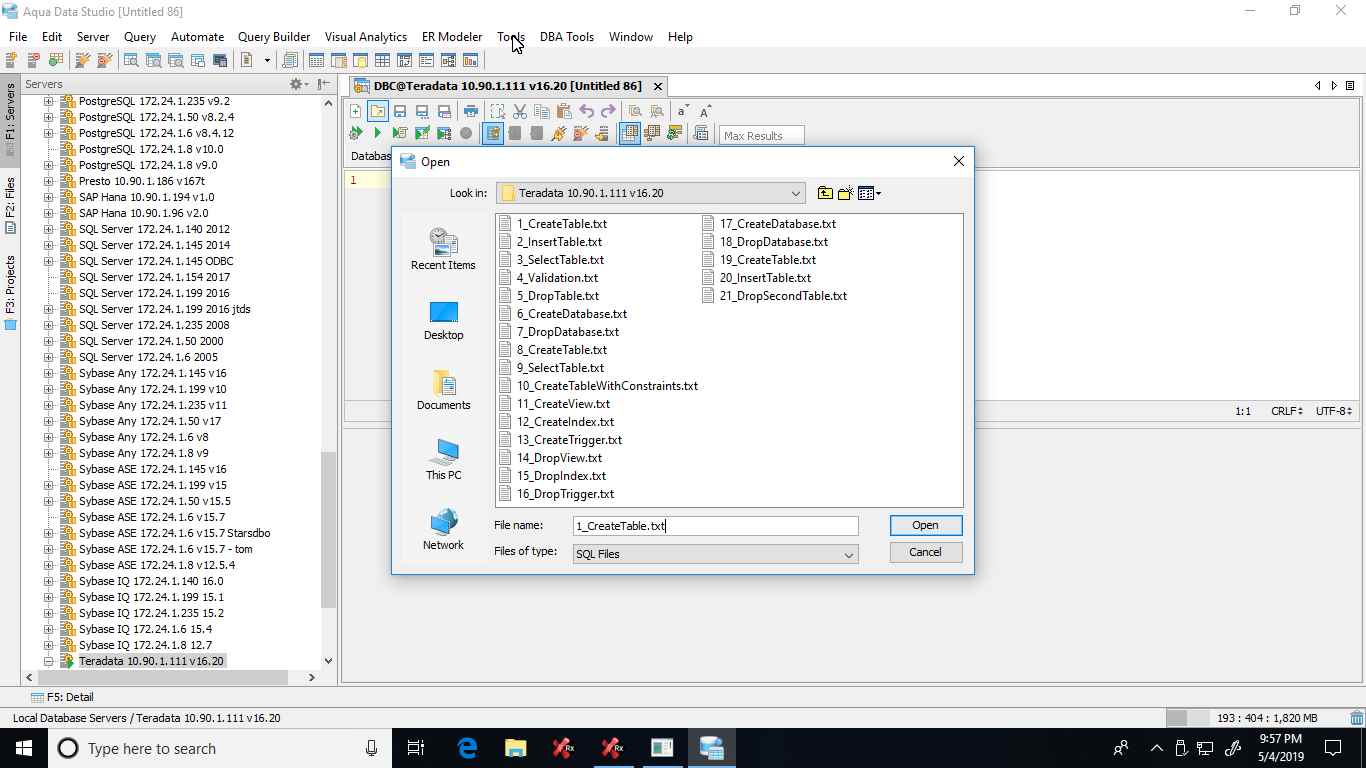 Aqua Data Studio [Untitled 86]
File Edit Server Query Automate Query Builder Visual Analytics ER Modeler Tools DBA Tools Window Help
Servers
F1: Servers
F2: Files
F3: Projects
PostgreSQL 172.24.1.235 v9.2
PostgreSQL 172.24.1.50 v8.2.4
PostgreSQL 172.24.1.6 v8.4.12
PostgreSQL 172.24.1.8 v10.0
PostgreSQL 172.24.1.8 v9.0
Presto 10.90.1.186 v167t
SAP Hana 10.90.1.194 v1.0
SAP Hana 10.90.1.96 v2.0
SQL Server 172.24.1.140 2012
SQL Server 172.24.1.145 2014
SQL Server 172.24.1.145 ODBC
SQL Server 172.24.1.154 2017
SQL Server 172.24.1.199 2016
SQL Server 172.24.1.199 2016 jtds
SQL Server 172.24.1.235 2008
SQL Server 172.24.1.50 2000
SQL Server 172.24.1.6 2005
Sybase Any 172.24.1.145 v16
Sybase Any 172.24.1.199 v10
Sybase Any 172.24.1.235 v11
Sybase Any 172.24.1.50 v17
Sybase Any 172.24.1.6 v8
Sybase Any 172.24.1.8 v9
Sybase ASE 172.24.1.145 v16
Sybase ASE 172.24.1.199 v15
Sybase ASE 172.24.1.50 v15.5
Sybase ASE 172.24.1.6 v15.7
Sybase ASE 172.24.1.6 v15.7 Starsdbo
Sybase ASE 172.24.1.6 v15.7 - tom
Sybase ASE 172.24.1.8 v12.5.4
Sybase IQ 172.24.1.140 16.0
Sybase IQ 172.24.1.199 15.1
Sybase IQ 172.24.1.235 15.2
Sybase IQ 172.24.1.6 15.4
Sybase IQ 172.24.1.8 12.7
Teradata 10.90.1.111 v16.20
DBC@Teradata 10.90.1.111 v16.20 [Untitled 86]
Max Results
Databas
1
1:1 CRLF UTF-8
Open
Look in: Teradata 10.90.1.111 v16.20
Recent Items
Desktop
Documents
This PC
Network
1_CreateTable.txt
2_InsertTable.txt
3_SelectTable.txt
4_Validation.txt
5_DropTable.txt
6_CreateDatabase.txt
7_DropDatabase.txt
8_CreateTable.txt
9_SelectTable.txt
10_CreateTableWithConstraints.txt
11_CreateView.txt
12_CreateIndex.txt
13_CreateTrigger.txt
14_DropView.txt
15_DropIndex.txt
16_DropTrigger.txt
17_CreateDatabase.txt
18_DropDatabase.txt
19_CreateTable.txt
20_InsertTable.txt
21_DropSecondTable.txt
File name: 1_CreateTable.txt Open
Files of type: SQL Files Cancel
F5: Detail
Local Database Servers / Teradata 10.90.1.111 v16.20
193 : 404 : 1,820 MB
Type here to search
9:57 PM
5/4/2019